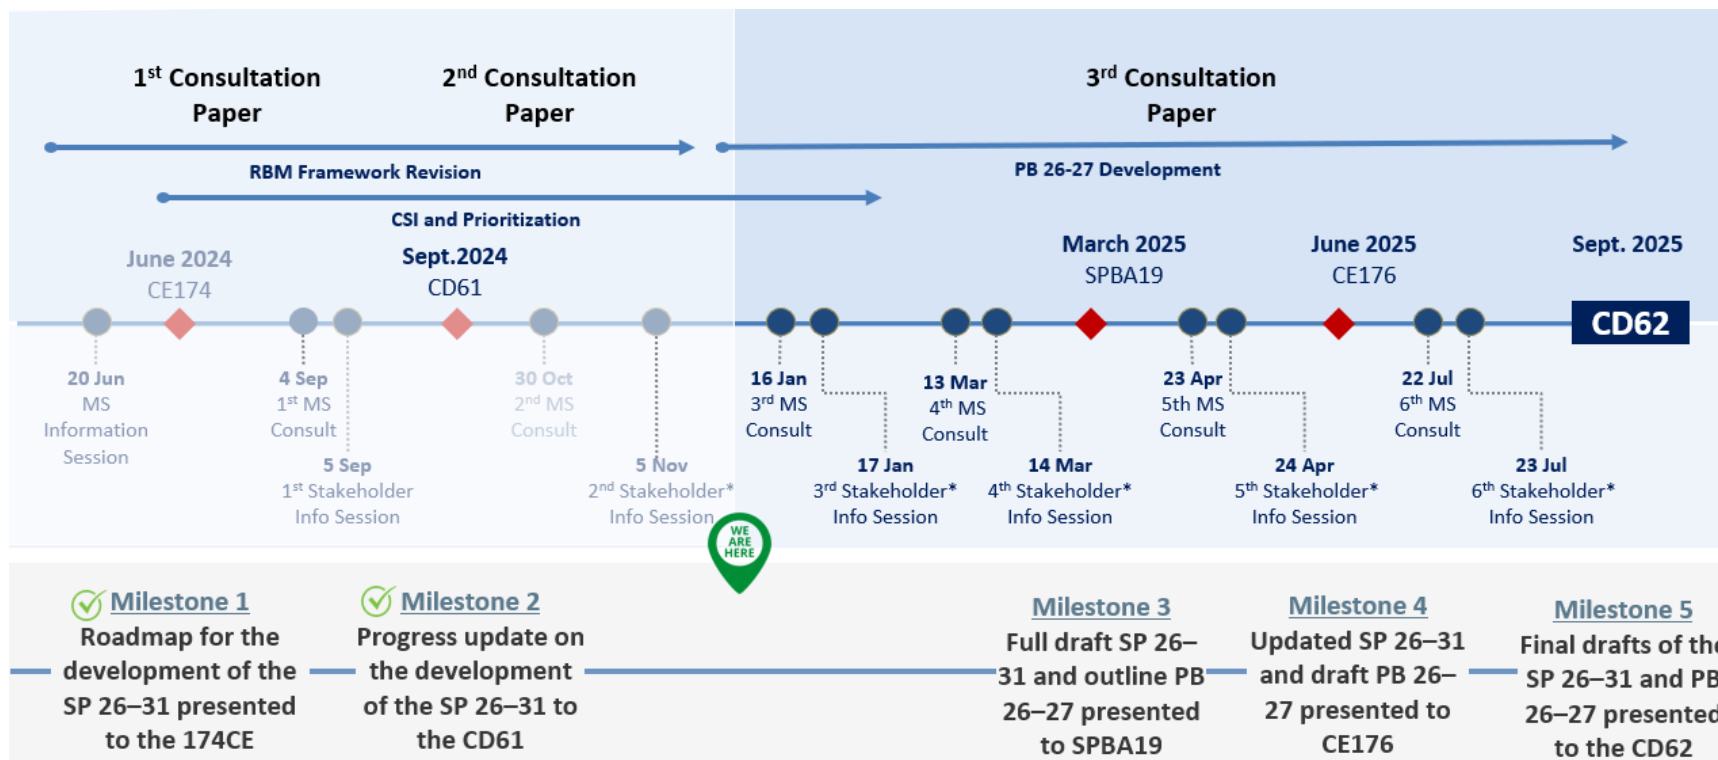 1st Consultation
Paper
2nd Consultation
Paper
3rd Consultation
Paper
RBM Framework Revision
PB 26-27 Development
CSI and Prioritization
June 2024
CE174
Sept.2024
CD61
March 2025
SPBA19
June 2025
CE176
Sept. 2025
CD62
20 Jun
MS
Information
Session
4 Sep
1st MS
Consult
5 Sep
1st Stakeholder
Info Session
30 Oct
2nd MS
Consult
5 Nov
2nd Stakeholder*
Info Session
16 Jan
3rd MS
Consult
17 Jan
3rd Stakeholder*
Info Session
13 Mar
4th MS
Consult
14 Mar
4th Stakeholder*
Info Session
23 Apr
5th MS
Consult
24 Apr
5th Stakeholder*
Info Session
22 Jul
6th MS
Consult
23 Jul
6th Stakeholder*
Info Session
WE
ARE
HERE
Milestone 1
Roadmap for the
development of the
SP 26–31 presented
to the 174CE
Milestone 2
Progress update on
the development
of the SP 26–31 to
the CD61
Milestone 3
Full draft SP 26–
31 and outline PB
26–27 presented
to SPBA19
Milestone 4
Updated SP 26–31
and draft PB 26–
27 presented to
CE176
Milestone 5
Final drafts of the
SP 26–31 and PB
26–27 presented
to the CD62